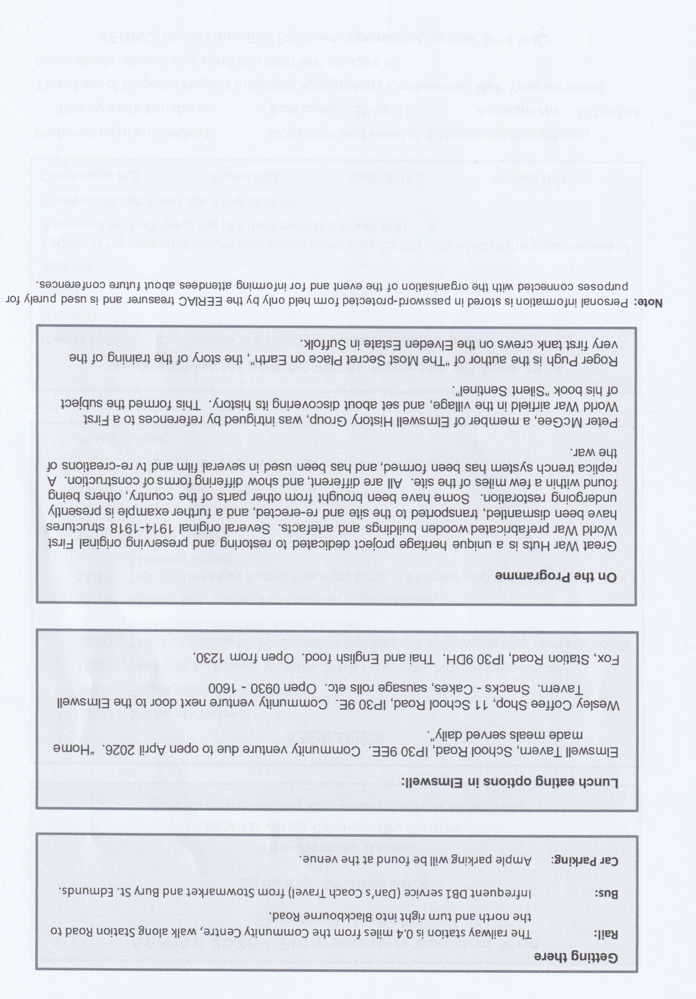 Getting there
Rail: The railway station is 0.4 miles from the Community Centre, walk along Station Road to
the north and turn right into Blackbourne Road.
Bus: Infrequent DB1 service (Dan's Coach Travel) from Stowmarket and Bury St. Edmunds.
Car Parking: Ample parking will be found at the venue.
Lunch eating options in Elmswell:
Elmswell Tavern, School Road, IP30 9EE. Community venture due to open April 2026. "Home
made meals served daily".
Wesley Coffee Shop, 11 School Road, IP30 9E. Community venture next door to the Elmswell
Tavern. Snacks - Cakes, sausage rolls etc. Open 0930 - 1600
Fox, Station Road, IP30 9DH. Thai and English food. Open from 1230.
On the Programme
Great War Huts is a unique heritage project dedicated to restoring and preserving original First
World War prefabricated wooden buildings and artefacts. Several original 1914-1918 structures
have been dismantled, transported to the site and re-erected, and a further example is presently
undergoing restoration. Some have been brought from other parts of the country, others being
found within a few miles of the site. All are different, and show differing forms of construction. A
replica trench system has been formed, and has been used in several film and tv re-creations of
the war.
Peter McGee, a member of Elmswell History Group, was intrigued by references to a First
World War airfield in the village, and set about discovering its history. This formed the subject
of his book "Silent Sentinel".
Roger Pugh is the author of "The Most Secret Place on Earth", the story of the training of the
very first tank crews on the Elveden Estate in Suffolk.
Note: Personal information is stored in password-protected form held only by the EERIAC treasurer and is used purely for
purposes connected with the organisation of the event and for informing attendees about future conferences.